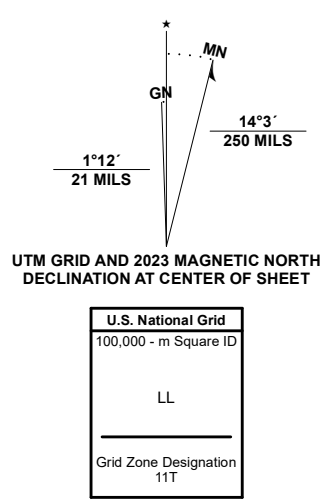 ★
MN
GN
14°3´
250 MILS
1°12´
21 MILS
UTM GRID AND 2023 MAGNETIC NORTH
DECLINATION AT CENTER OF SHEET
U.S. National Grid
100,000 - m Square ID
LL
Grid Zone Designation
11T